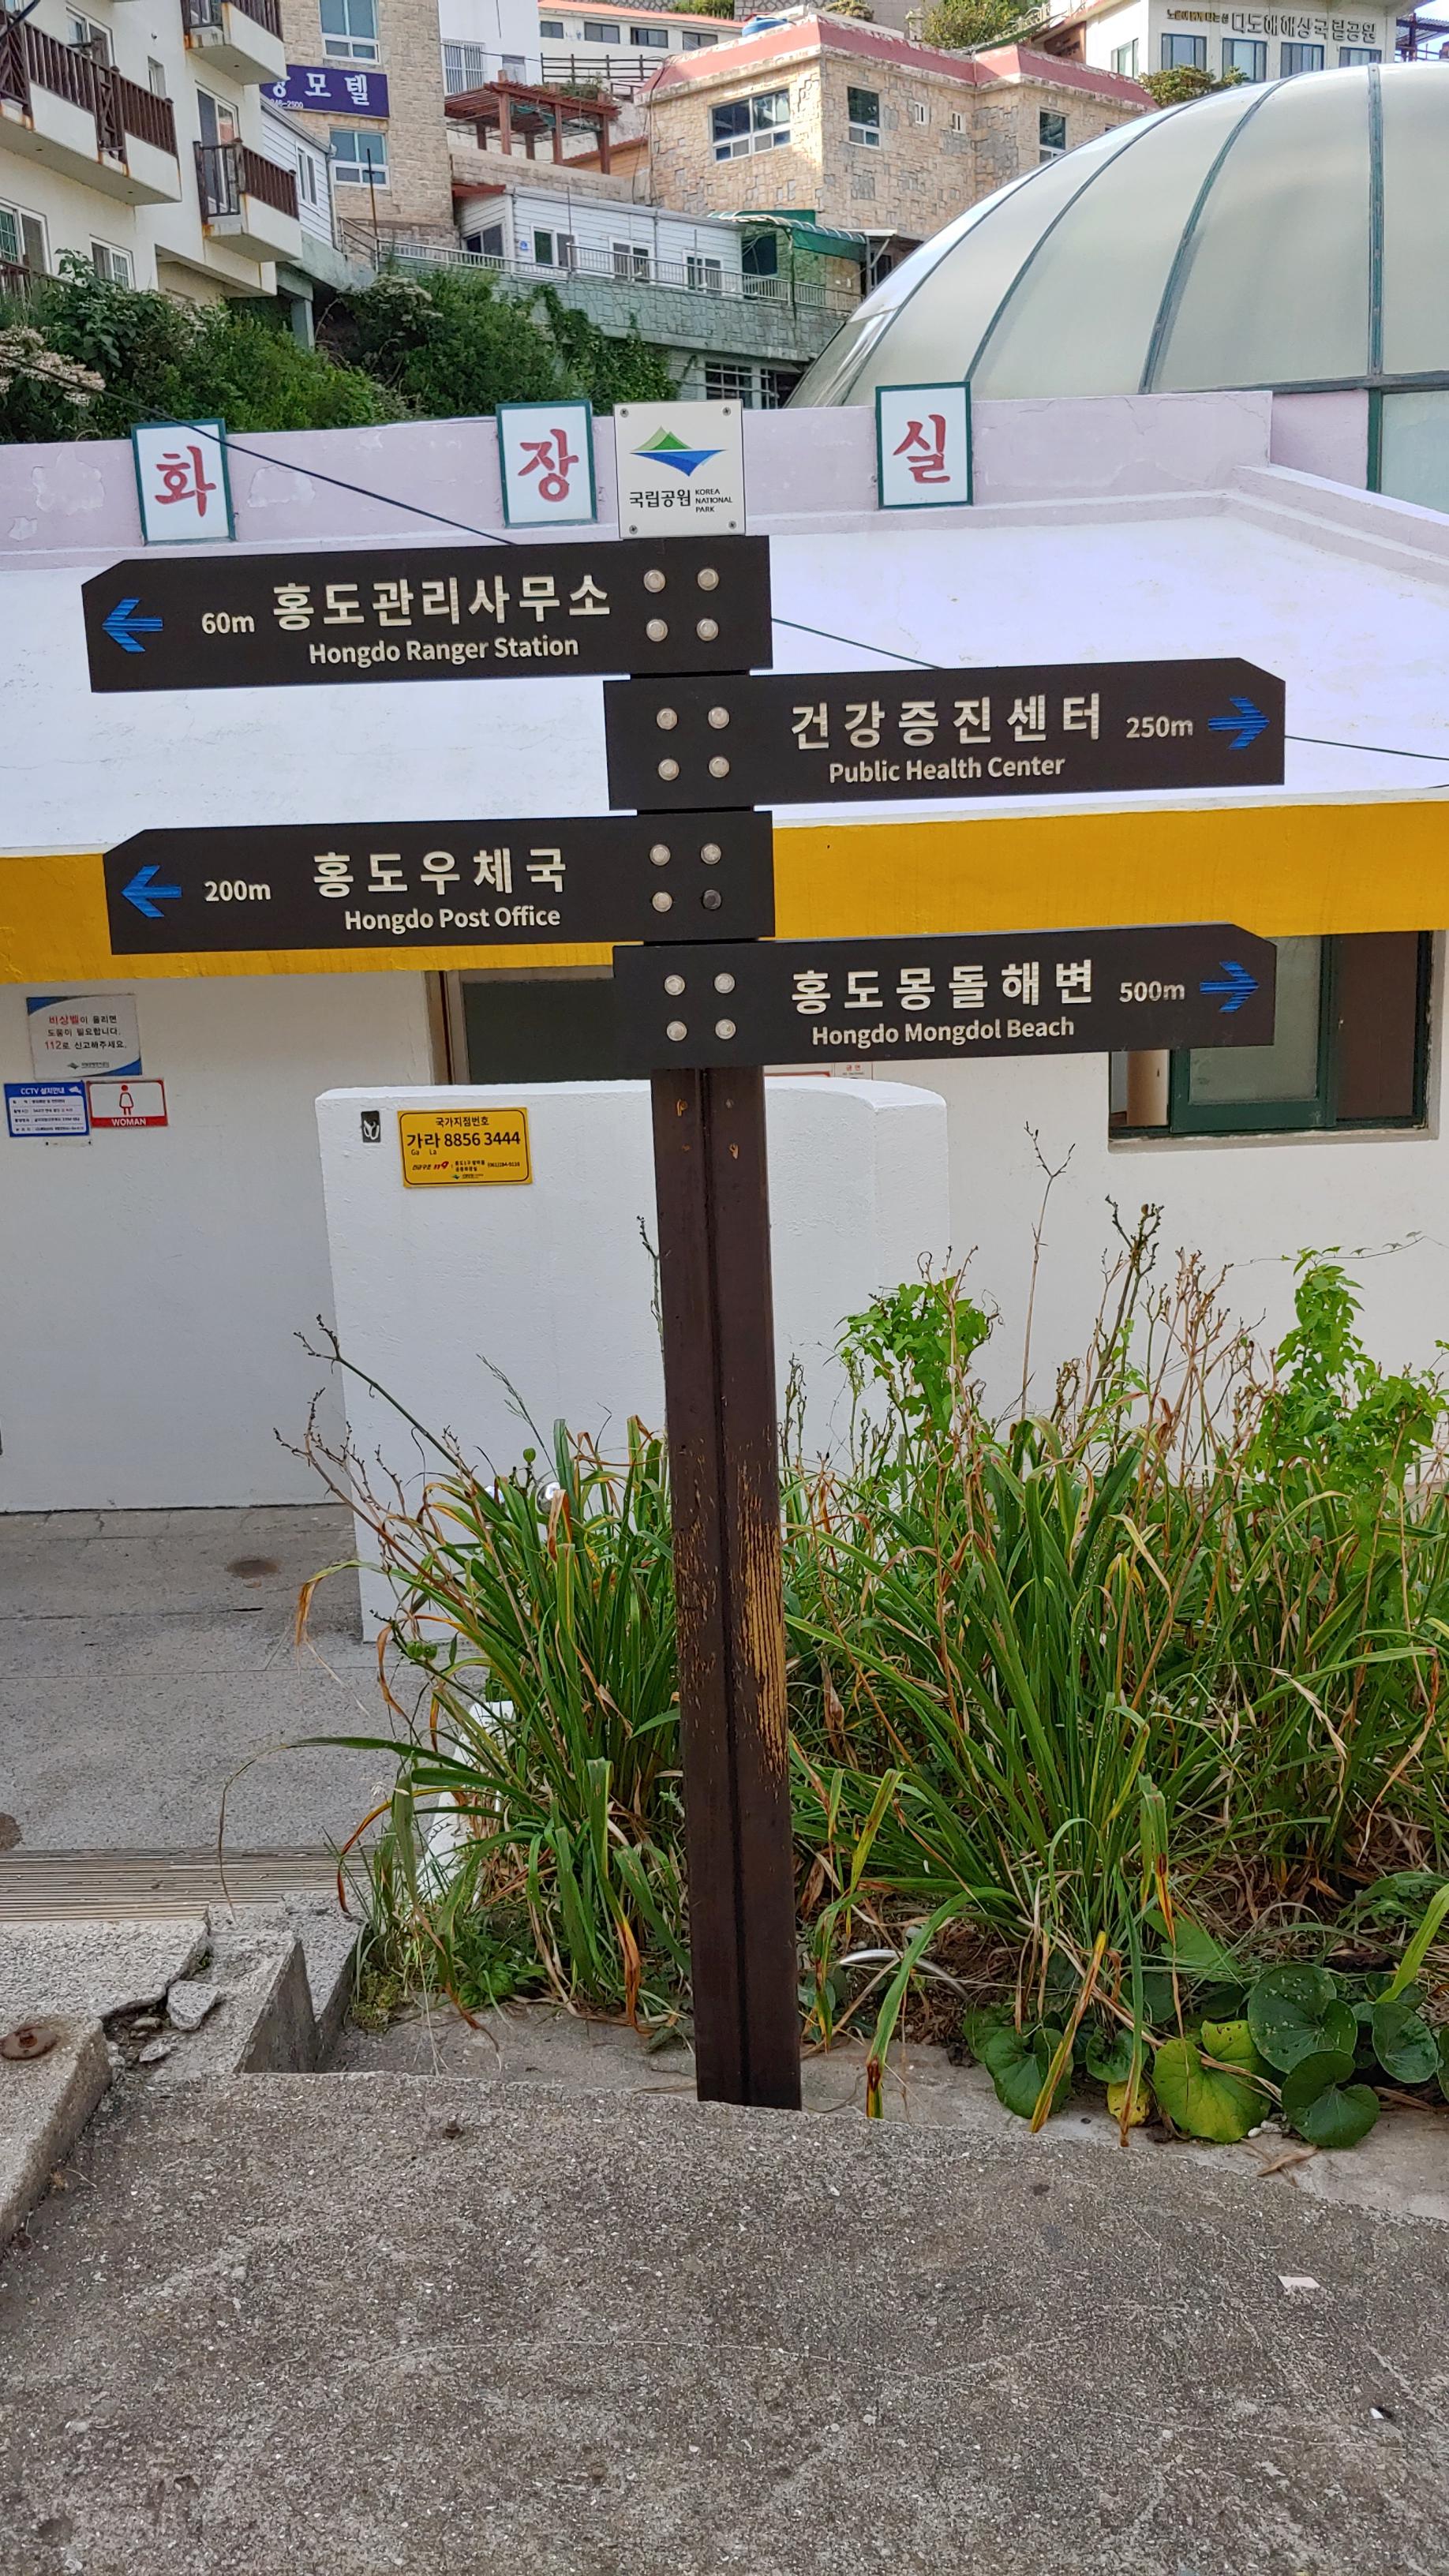 모텔
다도해해상국립공원
화 장 실
국립공원 KOREA
NATIONAL
PARK
60m 홍도관리사무소
Hongdo Ranger Station
건강증진센터 250m
Public Health Center
200m 홍도우체국
Hongdo Post Office
홍도몽돌해변 500m
Hongdo Mongdol Beach
비상벨이 울리면
도움이 필요합니다.
112로 신고해주세요.
CCTV 설치안내
WOMAN
국가지점번호
가라 8856 3444
Ga La
119